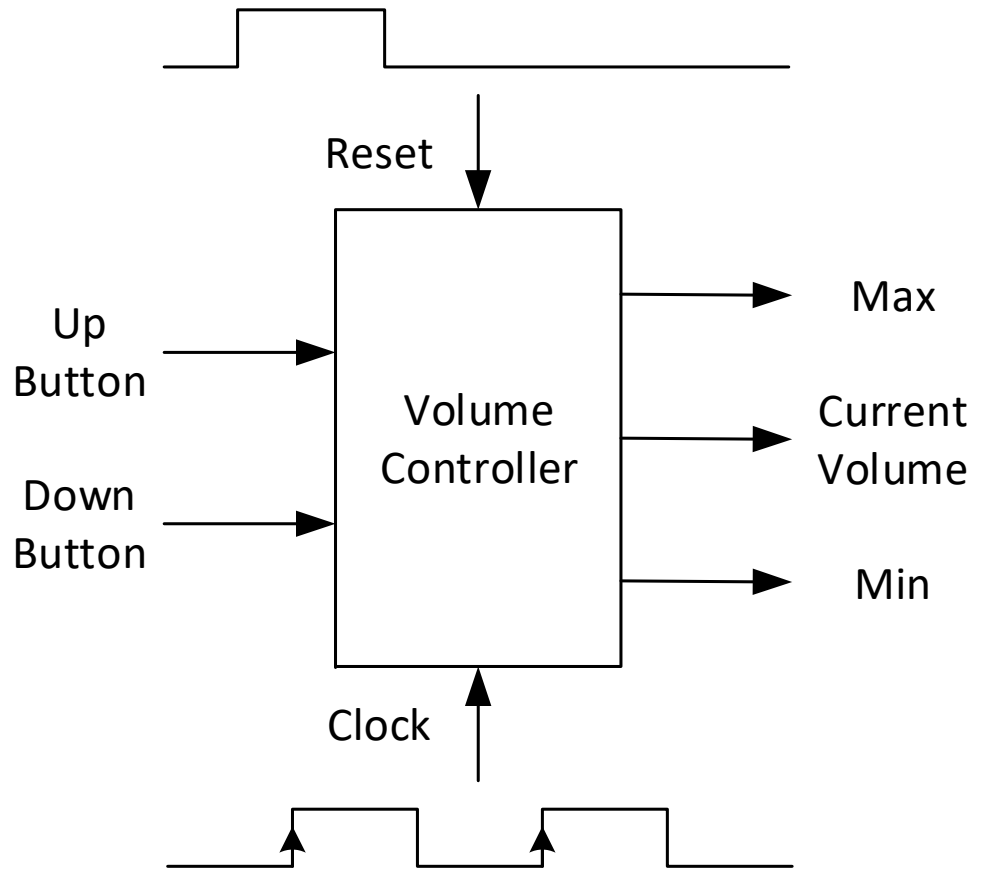 Reset
Up
Button
Down
Button
Volume
Controller
Max
Current
Volume
Min
Clock